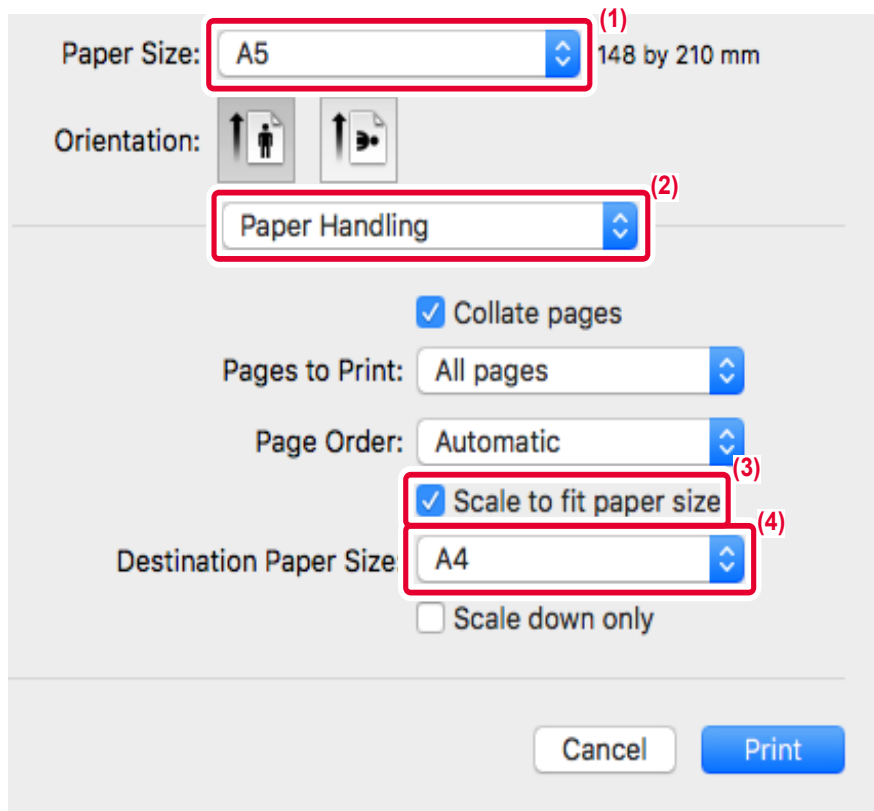 (1)
Paper Size: A5 148 by 210 mm
Orientation:
(2)
Paper Handling
Collate pages
Pages to Print: All pages
Page Order: Automatic
(3)
Scale to fit paper size
(4)
Destination Paper Size: A4
Scale down only
Cancel Print